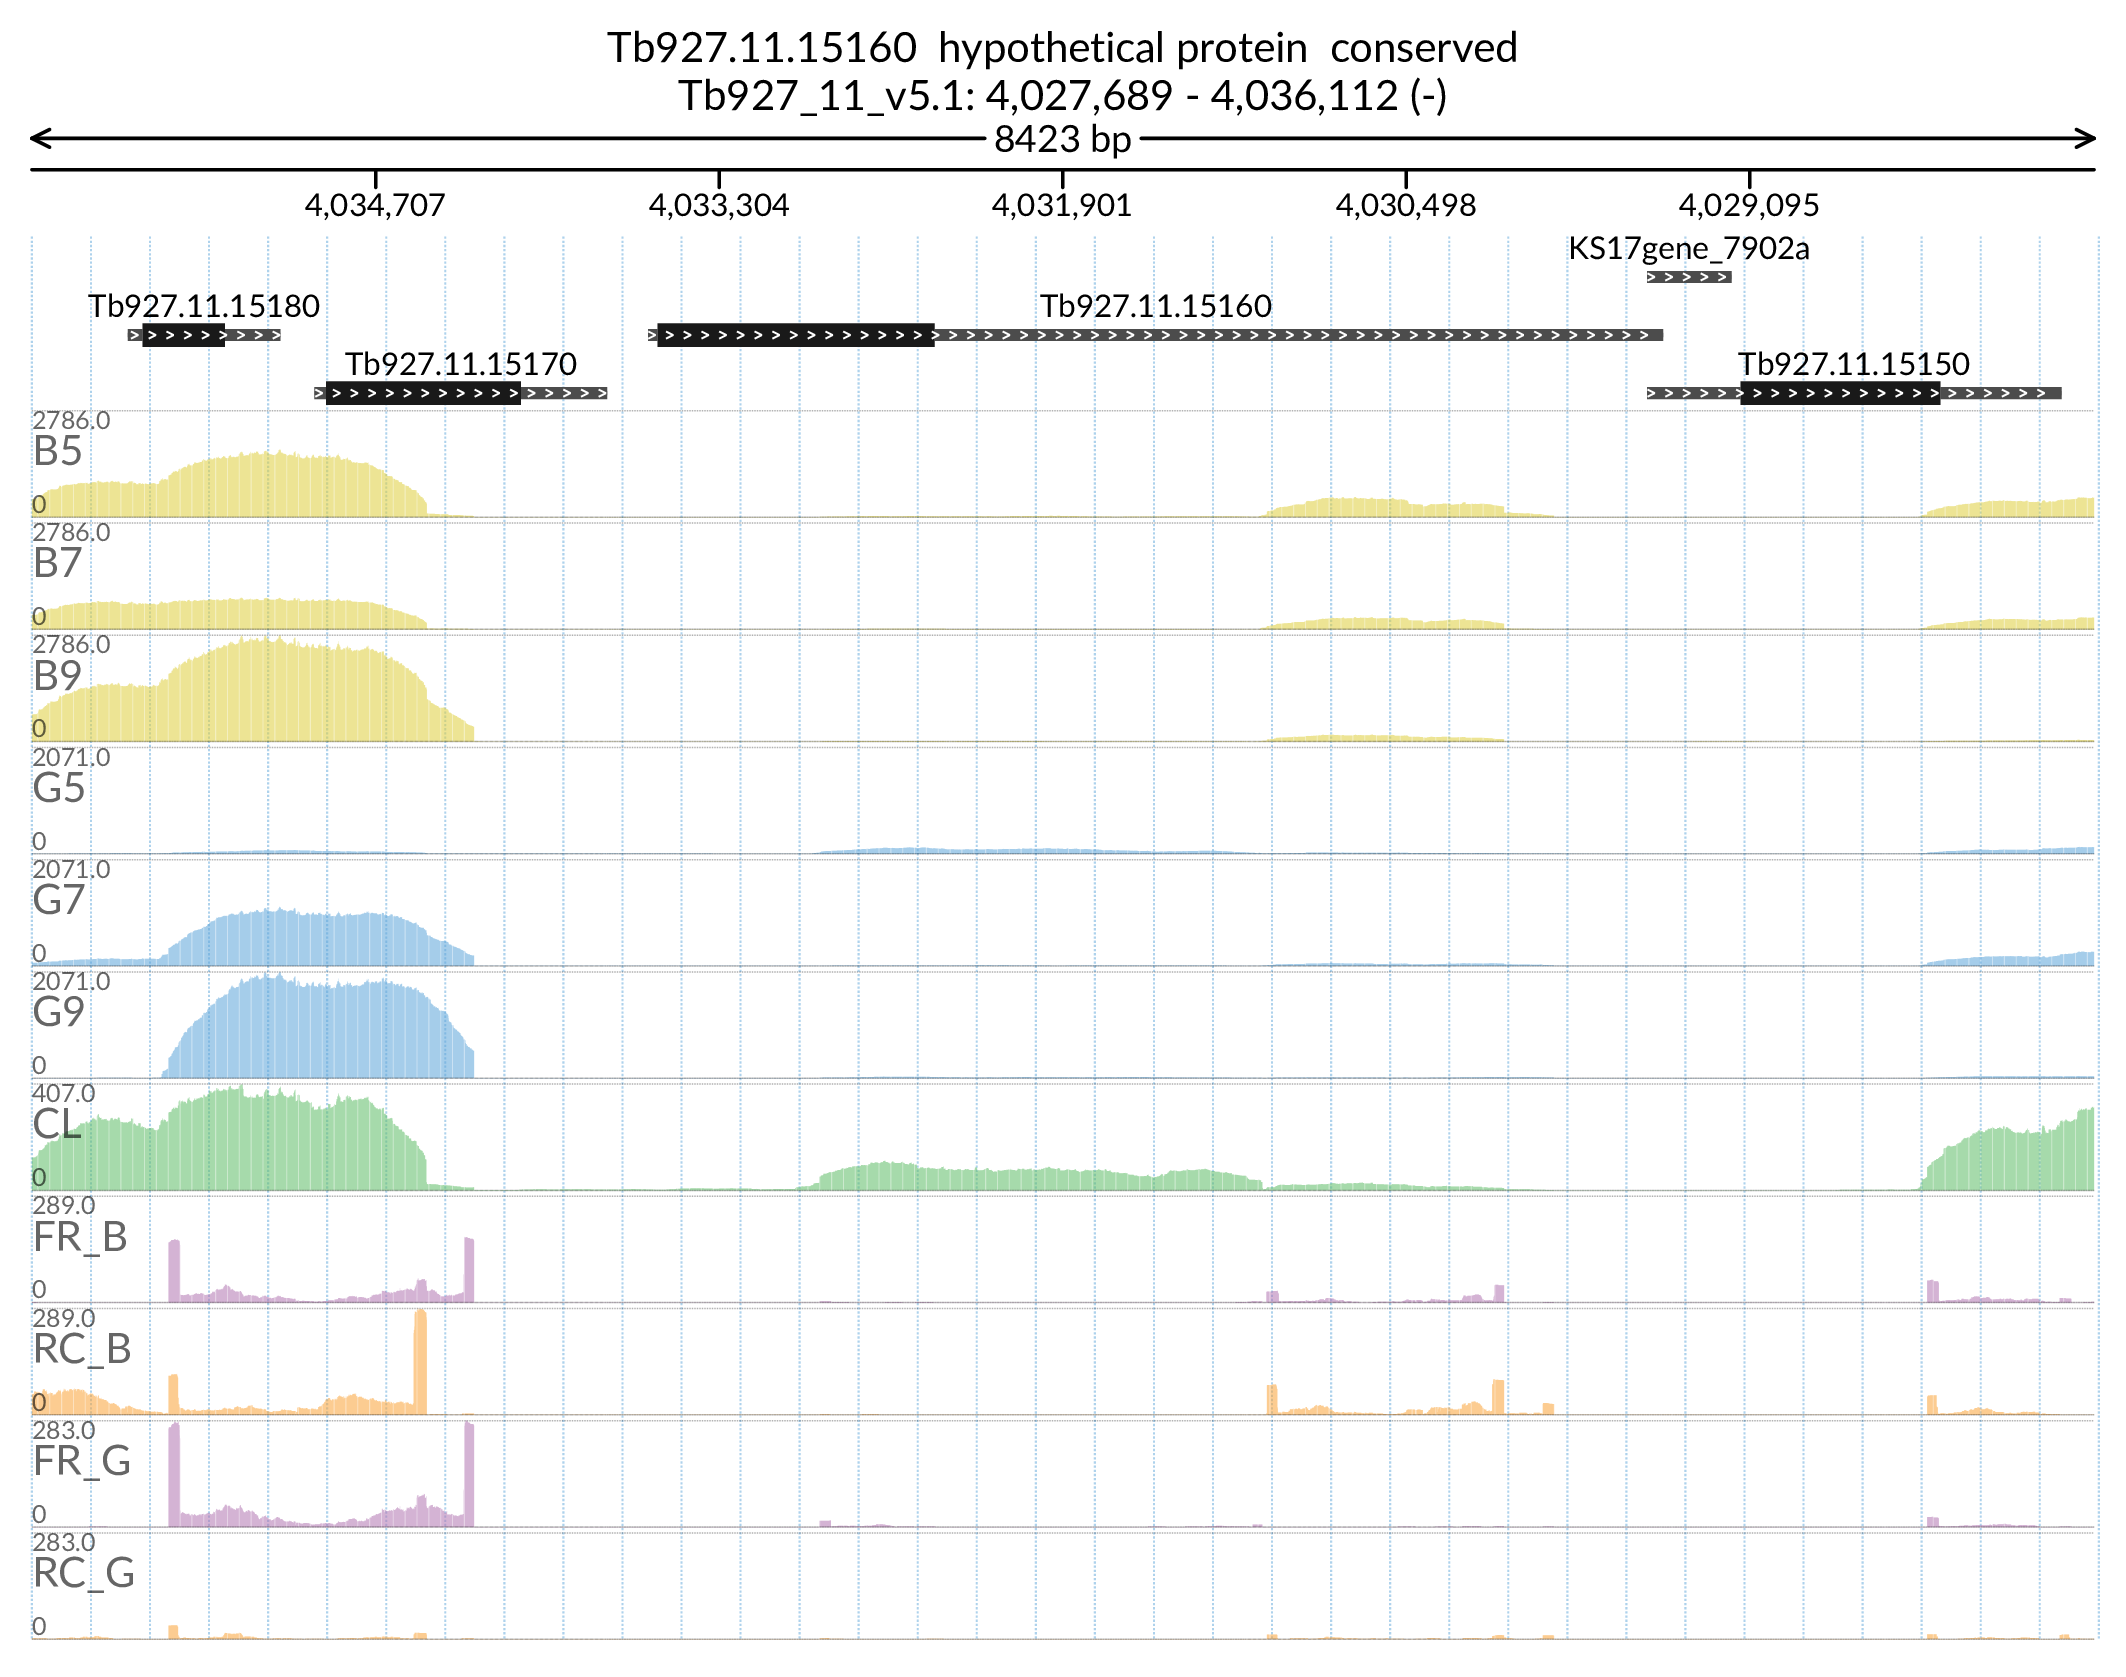 Tb927.11.15160 hypothetical protein conserved
Tb927_11_v5.1: 4,027,689 - 4,036,112 (-)
8423 bp
4,034,707 4,033,304 4,031,901 4,030,498 4,029,095
KS17gene_7902a
Tb927.11.15180 Tb927.11.15160
Tb927.11.15170 Tb927.11.15150
2786.0
B5
0
2786.0
B7
0
2786.0
B9
0
2071.0
G5
0
2071.0
G7
0
2071.0
G9
0
407.0
CL
0
289.0
FR_B
0
289.0
RC_B
0
283.0
FR_G
0
283.0
RC_G
0